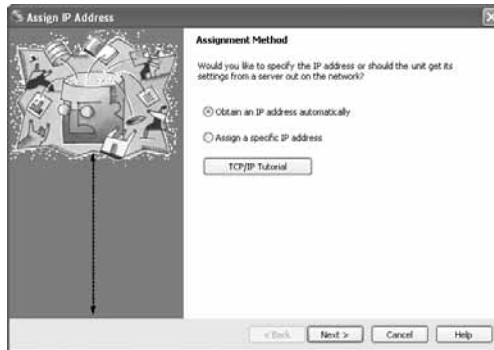 Assign IP Address
Assignment Method
Would you like to specify the IP address or should the unit get its
settings from a server out on the network?
Obtain an IP address automatically
Assign a specific IP address
TCP/IP Tutorial
< Back
Next >
Cancel
Help